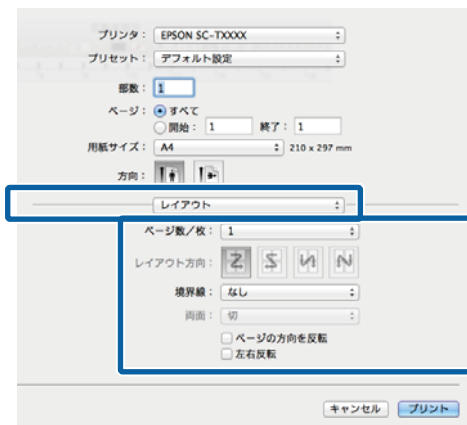 プリンタ： EPSON SC-TXXXX
プリセット： デフォルト設定
部数： 1
ページ： すべて
開始： 1 終了： 1
用紙サイズ： A4 210 x 297 mm
方向：
レイアウト
ページ数/枚： 1
レイアウト方向：
境界線： なし
両面： 切
ページの方向を反転
左右反転
キャンセル プリント